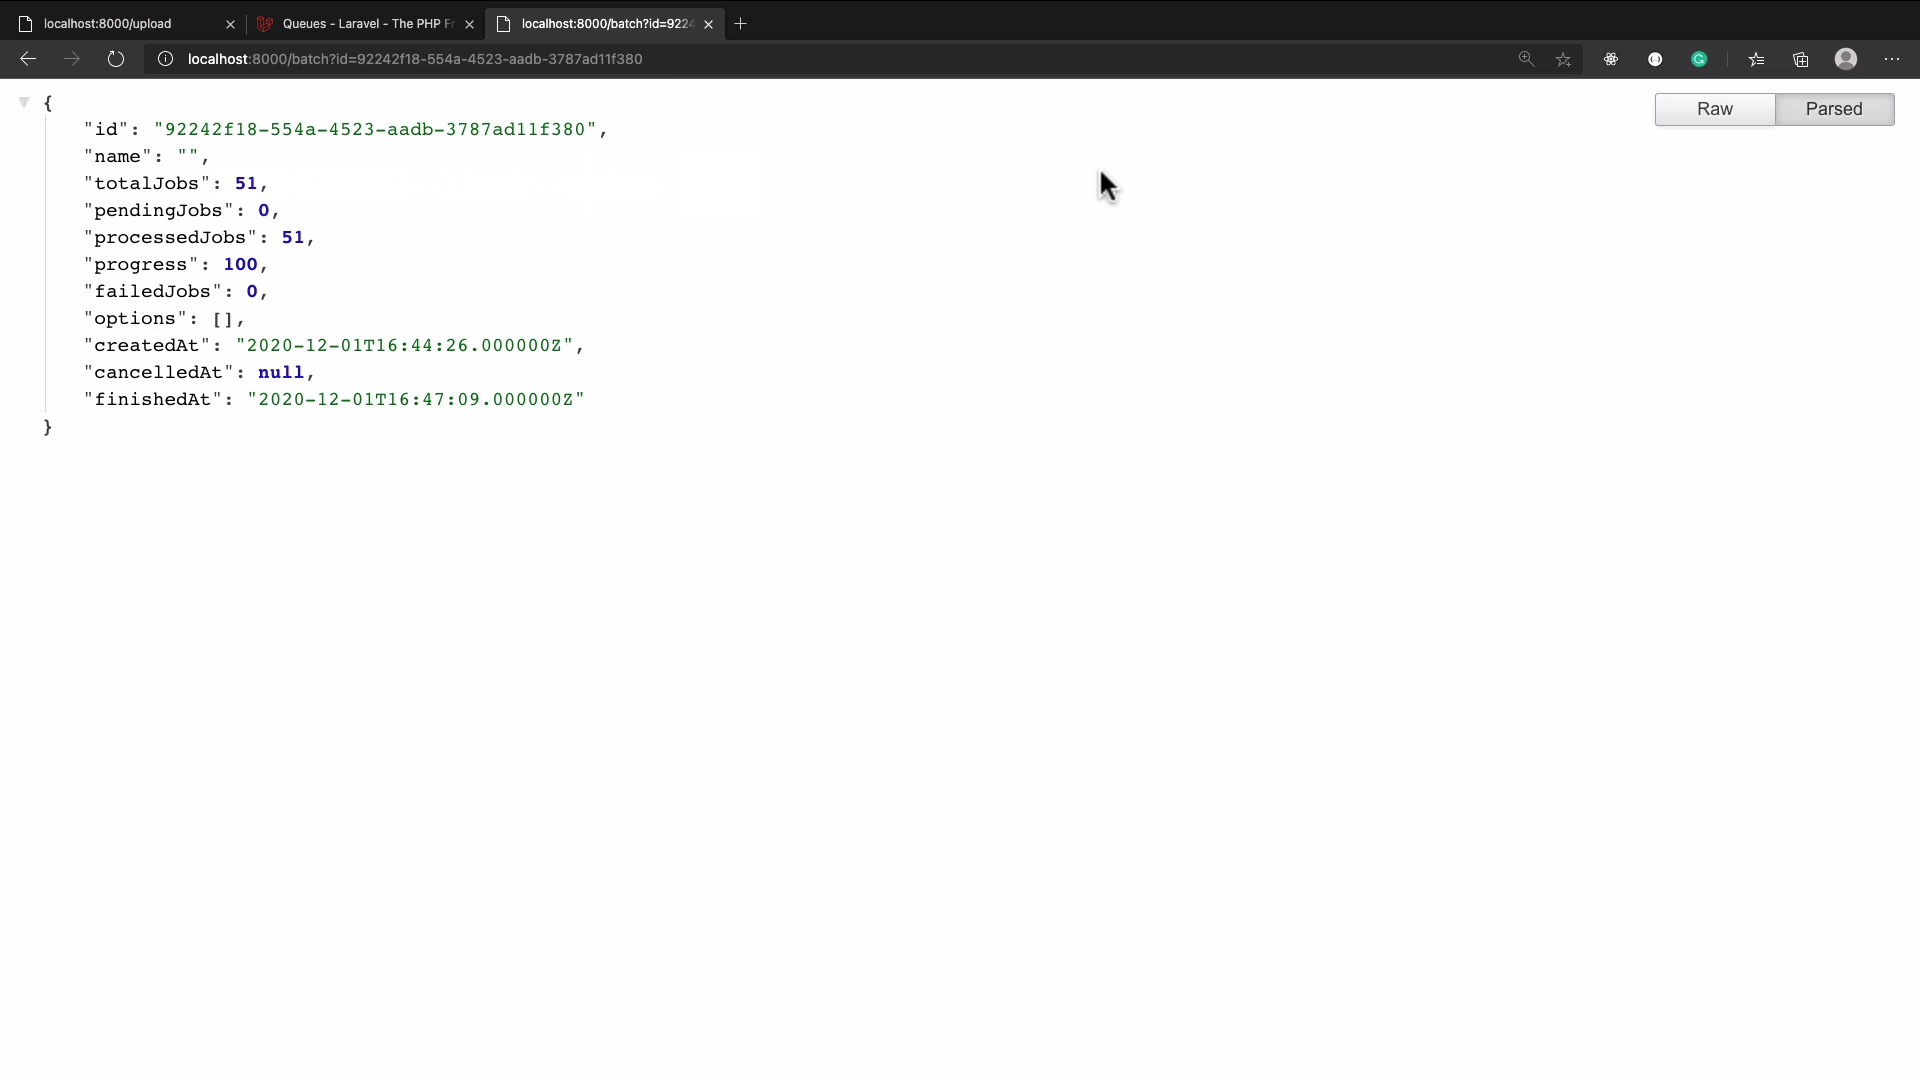 localhost:8000/upload
Queues - Laravel - The PHP Fr
localhost:8000/batch?id=9224
localhost:8000/batch?id=92242f18-554a-4523-aadb-3787ad11f380
Raw
Parsed
{
"id": "92242f18-554a-4523-aadb-3787ad11f380",
"name": "",
"totalJobs": 51,
"pendingJobs": 0,
"processedJobs": 51,
"progress": 100,
"failedJobs": 0,
"options": [],
"createdAt": "2020-12-01T16:44:26.000000Z",
"cancelledAt": null,
"finishedAt": "2020-12-01T16:47:09.000000Z"
}